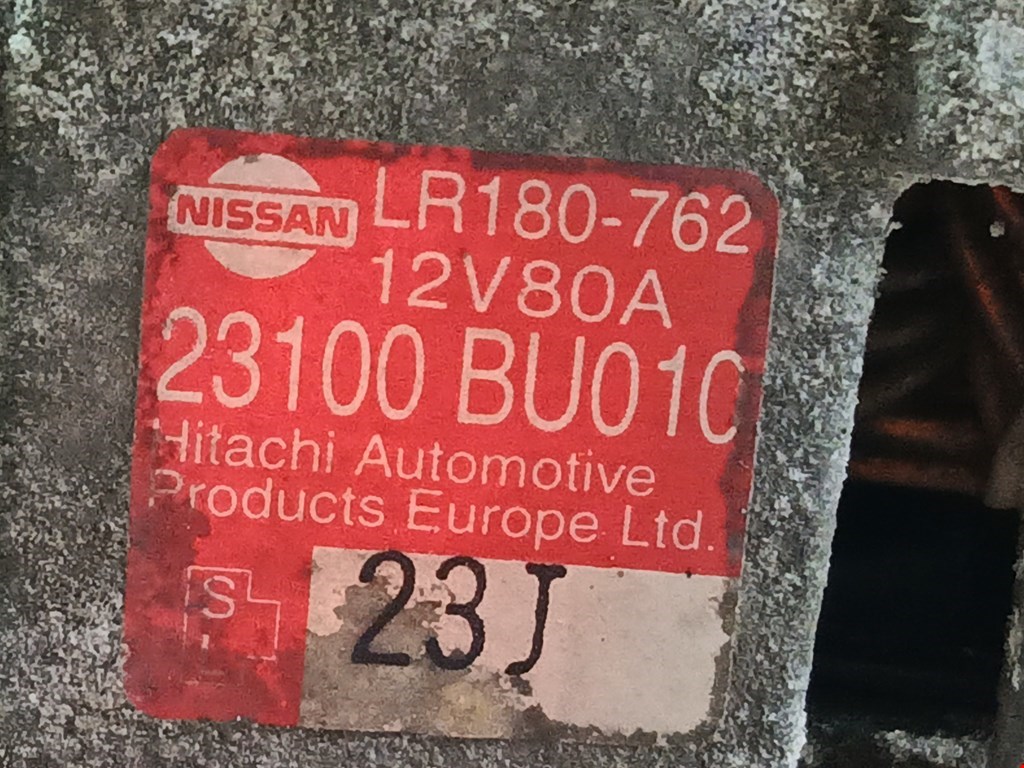 NISSAN
LR180-762
12V80A
23100 BU010
Hitachi Automotive
Products Europe Ltd.
S
L
23J